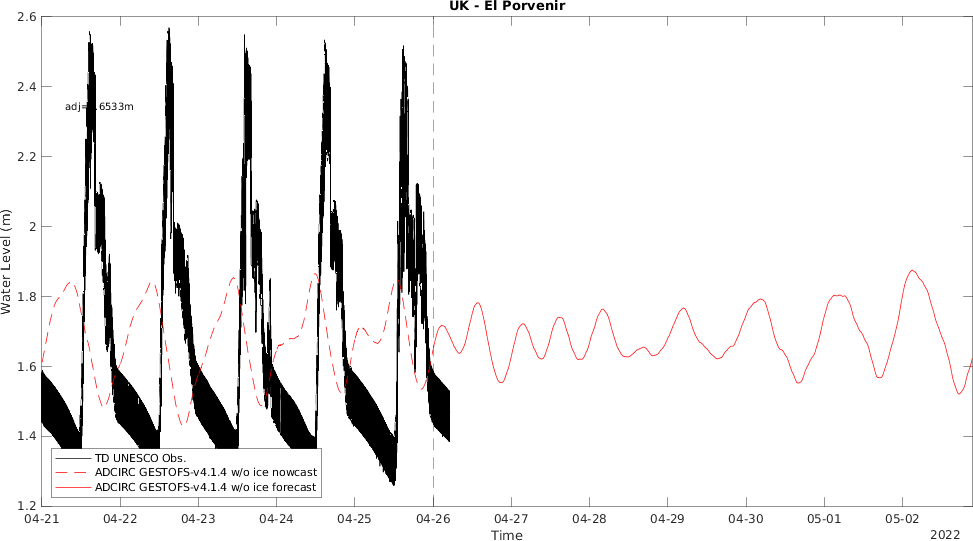 UK - El Porvenir
2.6
2.4
2.2
2
1.8
1.6
1.4
1.2
Water Level (m)
6533m
TD UNESCO Obs.
ADCIRC GESTOFS-v4.1.4 w/o ice nowcast
ADCIRC GESTOFS-v4.1.4 w/o ice forecast
04-21 04-22 04-23 04-24 04-25 04-26 04-27 04-28 04-29 04-30 05-01 05-02
Time
2022